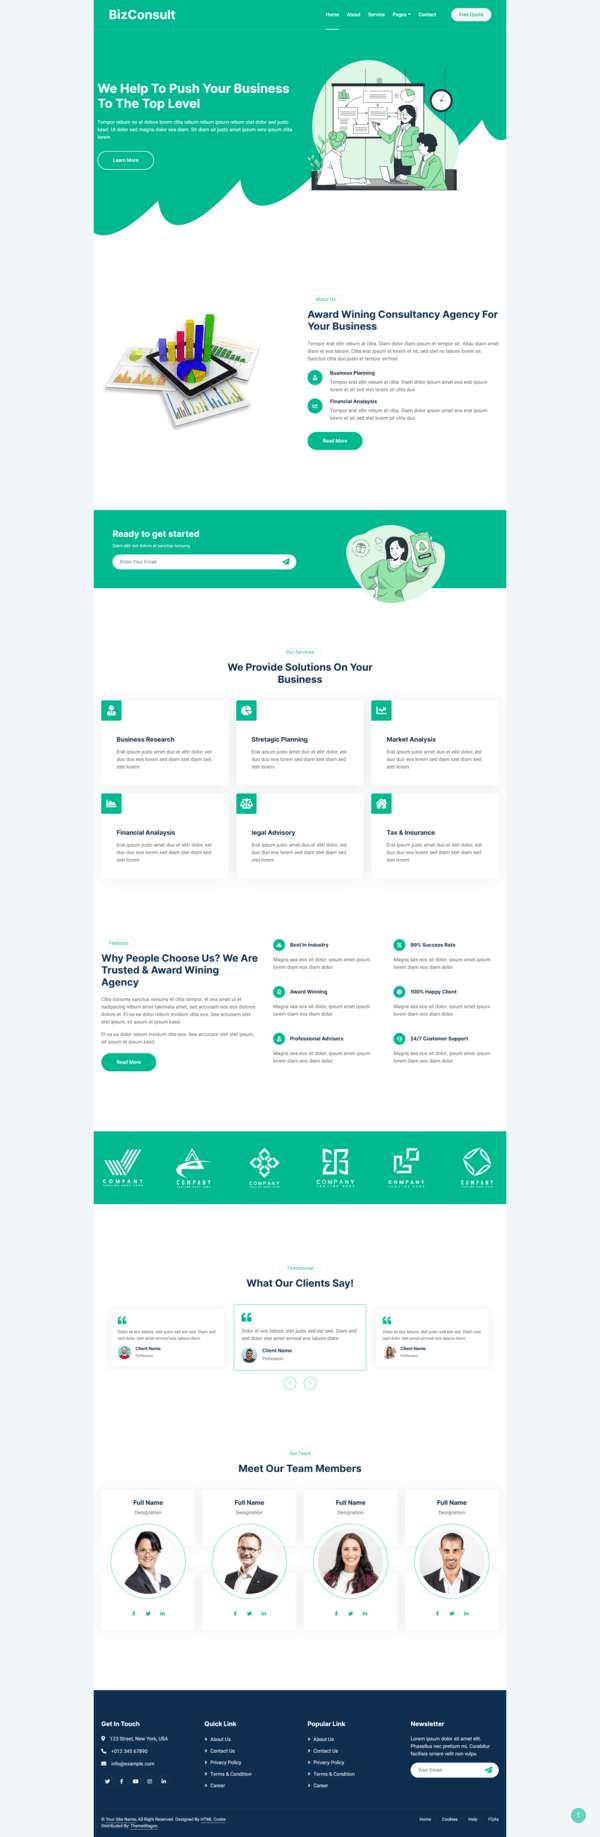 BizConsult
Home
About
Service
Pages
Contact
Free Quote
We Help To Push Your Business
To The Top Level
Tempor rebum no at dolore lorem clita rebum rebum ipsum rebum stet dolor sed justo
kasd. Ut dolor sed magna dolor sea diam. Sit diam sit justo amet ipsum vero ipsum clita
lorem
Learn More
About Us
Award Wining Consultancy Agency For
Your Business
Tempor erat elitr rebum at clita. Diam dolor diam ipsum et tempor sit. Aliqu diam amet
diam et eos labore. Clita erat ipsum et lorem et sit, sed stet no labore lorem sit.
Sanctus clita duo justo et tempor eirmod
Business Planning
Tempor erat elitr rebum at clita. Diam dolor ipsum amet eos erat ipsum
lorem et sit sed stet lorem sit clita duo
Financial Analaysis
Tempor erat elitr rebum at clita. Diam dolor ipsum amet eos erat ipsum
lorem et sit sed stet lorem sit clita duo
Read More
Ready to get started
Diam elitr est dolore at sanctus nonumy.
Enter Your Email
Our Services
We Provide Solutions On Your
Business
Business Research
Erat ipsum justo amet duo et elitr dolor, est
duo duo eos lorem sed diam stet diam sed
stet lorem.
Stretagic Planning
Erat ipsum justo amet duo et elitr dolor, est
duo duo eos lorem sed diam stet diam sed
stet lorem.
Market Analysis
Erat ipsum justo amet duo et elitr dolor, est
duo duo eos lorem sed diam stet diam sed
stet lorem.
Financial Analaysis
Erat ipsum justo amet duo et elitr dolor, est
duo duo eos lorem sed diam stet diam sed
stet lorem.
legal Advisory
Erat ipsum justo amet duo et elitr dolor, est
duo duo eos lorem sed diam stet diam sed
stet lorem.
Tax & Insurance
Erat ipsum justo amet duo et elitr dolor, est
duo duo eos lorem sed diam stet diam sed
stet lorem.
Features
Why People Choose Us? We Are
Trusted & Award Wining
Agency
Clita nonumy sanctus nonumy et clita tempor, et sea amet ut et
sadipscing rebum amet takimata amet, sed accusam eos eos dolores
dolore et. Et ea ea dolor rebum invidunt clita eos. Sea accusam stet
stet ipsum, sit ipsum et ipsum kasd
Et ea ea dolor rebum invidunt clita eos. Sea accusam stet stet ipsum,
sit ipsum et ipsum kasd
Read More
Best In Industry
Magna sea eos sit dolor, ipsum amet ipsum
lorem diam eos diam dolor
99% Success Rate
Magna sea eos sit dolor, ipsum amet ipsum
lorem diam eos diam dolor
Award Winning
Magna sea eos sit dolor, ipsum amet ipsum
lorem diam eos diam dolor
100% Happy Client
Magna sea eos sit dolor, ipsum amet ipsum
lorem diam eos diam dolor
Professional Advisors
Magna sea eos sit dolor, ipsum amet ipsum
lorem diam eos diam dolor
24/7 Customer Support
Magna sea eos sit dolor, ipsum amet ipsum
lorem diam eos diam dolor
COMPANY
COMPANY
COMPANY
COMPANY
COMPANY
COMPANY
Testimonial
What Our Clients Say!
Dolor et eos labore, stet justo sed est sed. Diam sed
sed dolor stet amet eirmod eos labore diam
Client Name
Profession
Dolor et eos labore, stet justo sed est sed. Diam sed
sed dolor stet amet eirmod eos labore diam
Client Name
Profession
Dolor et eos labore, stet justo sed est sed. Diam sed
sed dolor stet amet eirmod eos labore diam
Client Name
Profession
Our Team
Meet Our Team Members
Full Name
Designation
Full Name
Designation
Full Name
Designation
Full Name
Designation
Get In Touch
123 Street, New York, USA
+012 345 67890
info@example.com
Quick Link
About Us
Contact Us
Privacy Policy
Terms & Condition
Career
Popular Link
About Us
Contact Us
Privacy Policy
Terms & Condition
Career
Newsletter
Lorem ipsum dolor sit amet elit.
Phasellus nec pretium mi. Curabitur
facilisis ornare velit non vulpu
Your Email
© Your Site Name, All Right Reserved. Designed By HTML Codex
Distributed By: ThemeWagon
Home
Cookies
Help
FQAs